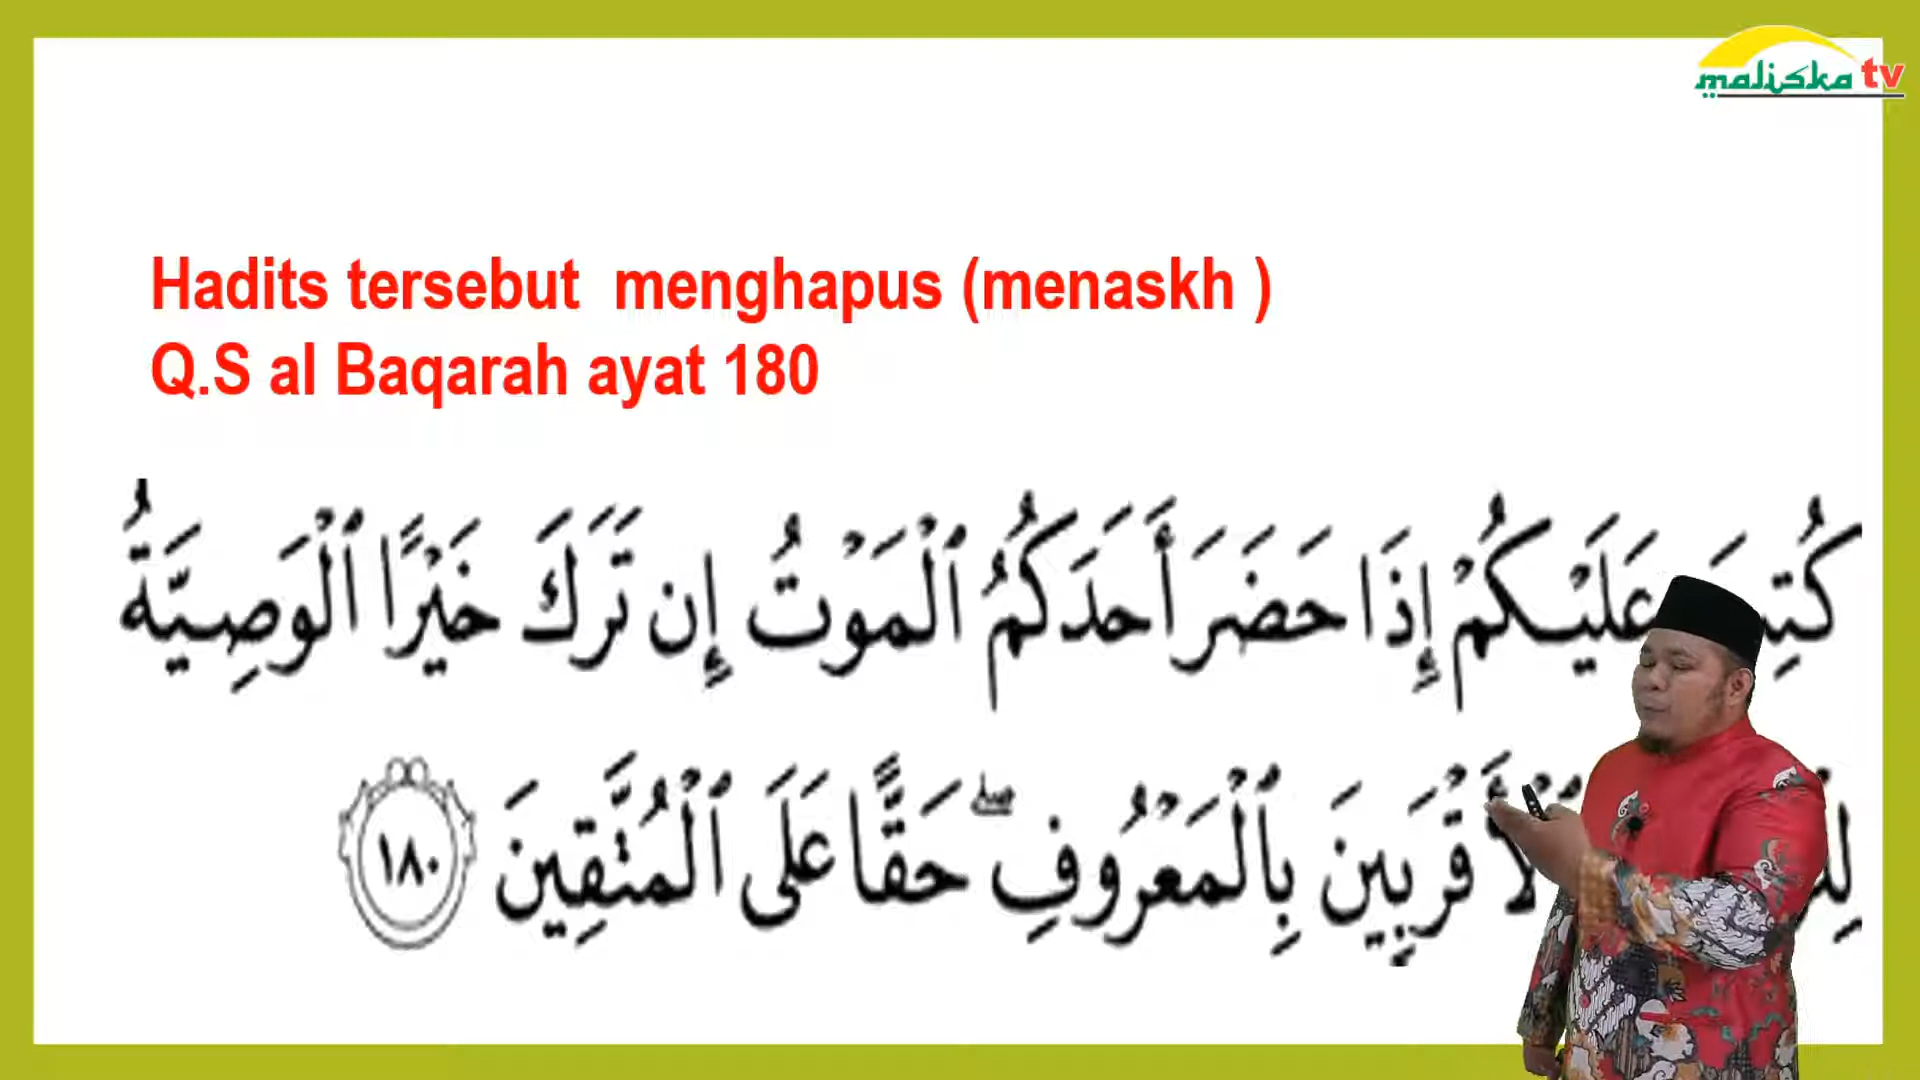 maliska tv
Hadits tersebut menghapus (menaskh )
Q.S al Baqarah ayat 180
عَلَيْكُمْ إِذَا حَضَرَ أَحَدَكُمُ ٱلْمَوْتُ إِن تَرَكَ خَيْرًا ٱلْوَصِيَّةُ
بِٱلْمَعْرُوفِ ۖ حَقًّا عَلَى ٱلْمُتَّقِينَ ١٨٠